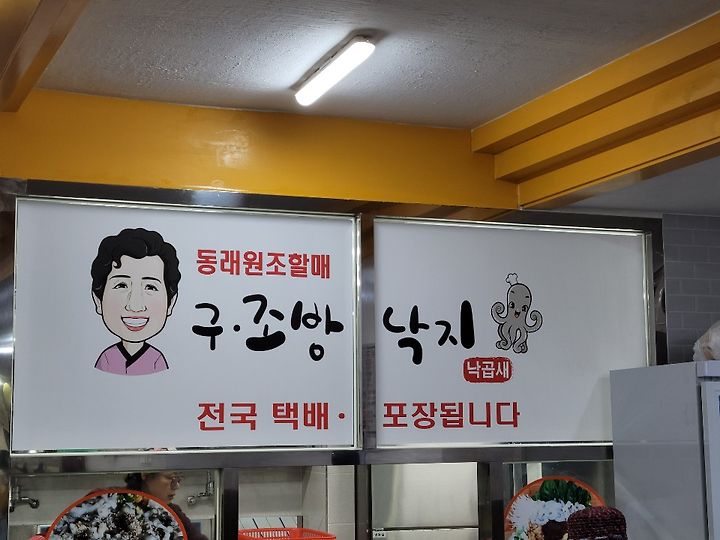 동래원조할매
구·조방 낙지
낙곱새
전국 택배· 포장됩니다